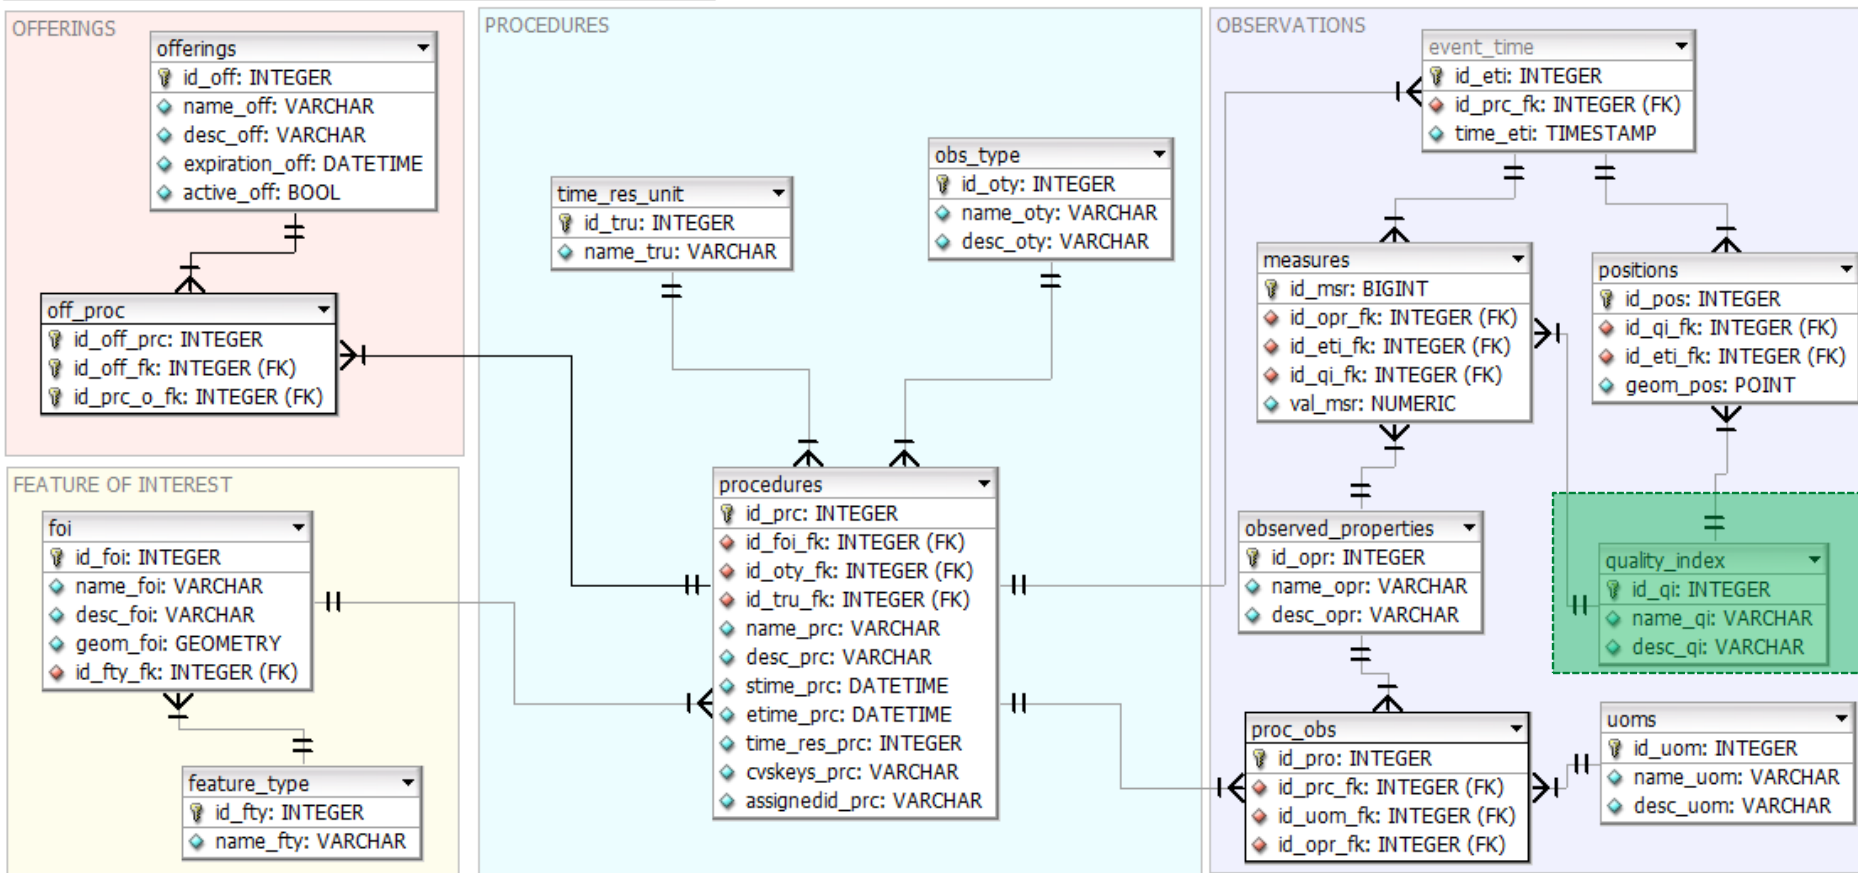 OFFERINGS
offerings
id_off: INTEGER
name_off: VARCHAR
desc_off: VARCHAR
expiration_off: DATETIME
active_off: BOOL
off_proc
id_off_prc: INTEGER
id_off_fk: INTEGER (FK)
id_prc_o_fk: INTEGER (FK)
FEATURE OF INTEREST
foi
id_foi: INTEGER
name_foi: VARCHAR
desc_foi: VARCHAR
geom_foi: GEOMETRY
id_fty_fk: INTEGER (FK)
feature_type
id_fty: INTEGER
name_fty: VARCHAR
PROCEDURES
time_res_unit
id_tru: INTEGER
name_tru: VARCHAR
obs_type
id_oty: INTEGER
name_oty: VARCHAR
desc_oty: VARCHAR
procedures
id_prc: INTEGER
id_foi_fk: INTEGER (FK)
id_oty_fk: INTEGER (FK)
id_tru_fk: INTEGER (FK)
name_prc: VARCHAR
desc_prc: VARCHAR
stime_prc: DATETIME
etime_prc: DATETIME
time_res_prc: INTEGER
cvskeys_prc: VARCHAR
assignedid_prc: VARCHAR
OBSERVATIONS
event_time
id_eti: INTEGER
id_prc_fk: INTEGER (FK)
time_eti: TIMESTAMP
measures
id_msr: BIGINT
id_opr_fk: INTEGER (FK)
id_eti_fk: INTEGER (FK)
id_qi_fk: INTEGER (FK)
val_msr: NUMERIC
positions
id_pos: INTEGER
id_qi_fk: INTEGER (FK)
id_eti_fk: INTEGER (FK)
geom_pos: POINT
observed_properties
id_opr: INTEGER
name_opr: VARCHAR
desc_opr: VARCHAR
quality_index
id_qi: INTEGER
name_qi: VARCHAR
desc_qi: VARCHAR
proc_obs
id_pro: INTEGER
id_prc_fk: INTEGER (FK)
id_uom_fk: INTEGER (FK)
id_opr_fk: INTEGER (FK)
uoms
id_uom: INTEGER
name_uom: VARCHAR
desc_uom: VARCHAR